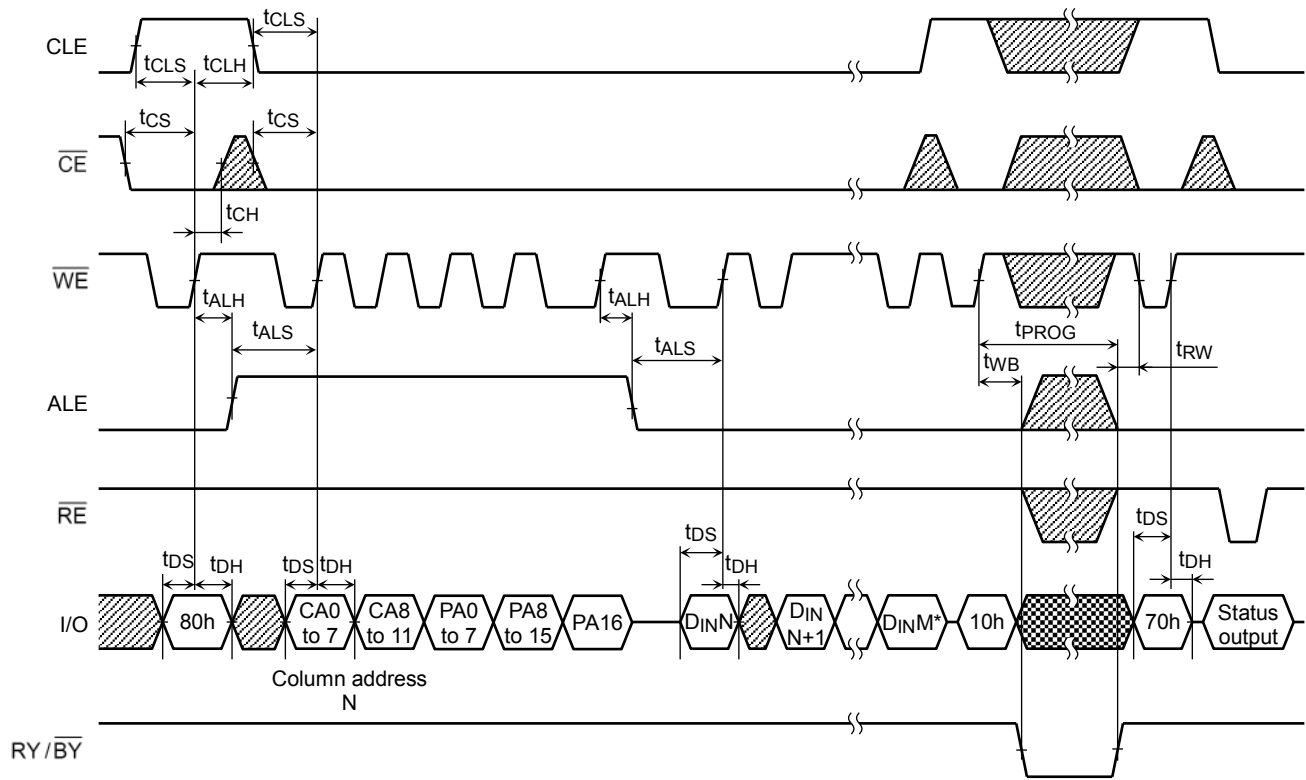 tCLS
CLE
tCLS tCLH
tCS tCS
CE
tCH
WE
tALH tALH
tALS tPROG
tALS tRW
tWB
ALE
RE
tDS tDS
tDS tDH tDS tDH tDH tDH
I/O 80h CA0 to 7 CA8 to 11 PA0 to 7 PA8 to 15 PA16 DINN DIN N+1 DINM* 10h 70h Status output
Column address
N
RY / BY